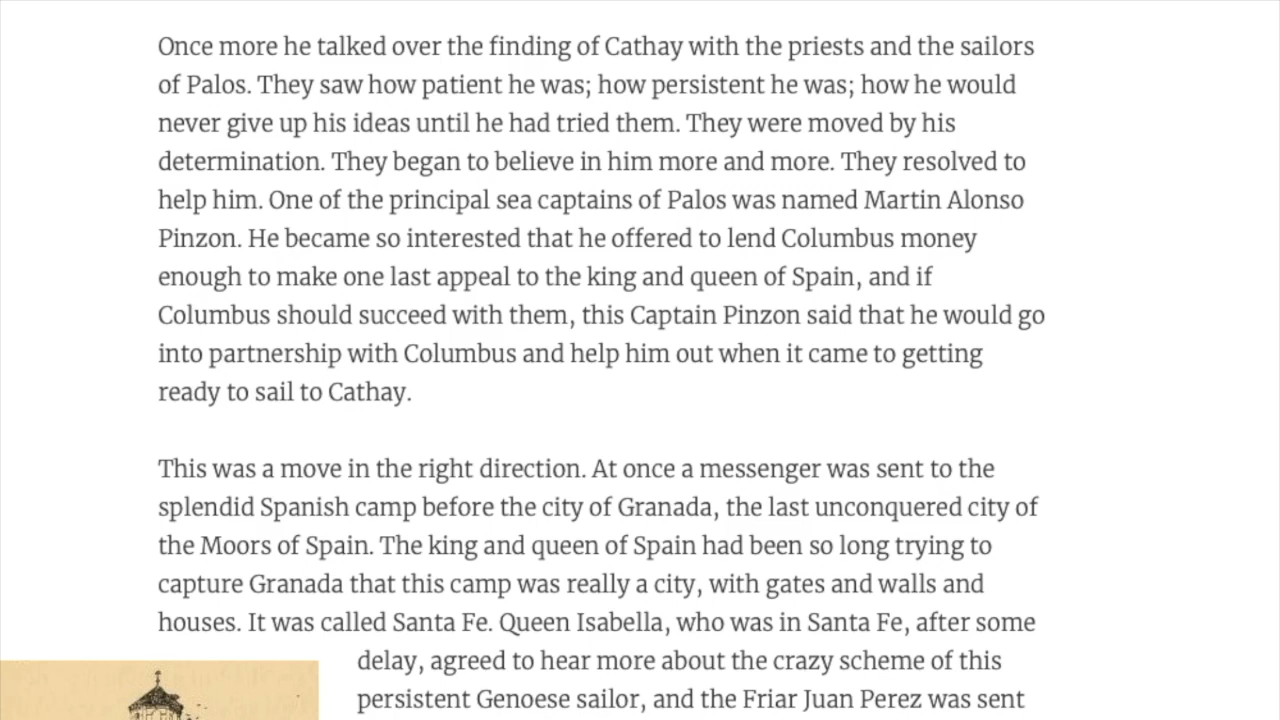 Once more he talked over the finding of Cathay with the priests and the sailors
of Palos. They saw how patient he was; how persistent he was; how he would
never give up his ideas until he had tried them. They were moved by his
determination. They began to believe in him more and more. They resolved to
help him. One of the principal sea captains of Palos was named Martin Alonso
Pinzon. He became so interested that he offered to lend Columbus money
enough to make one last appeal to the king and queen of Spain, and if
Columbus should succeed with them, this Captain Pinzon said that he would go
into partnership with Columbus and help him out when it came to getting
ready to sail to Cathay.
This was a move in the right direction. At once a messenger was sent to the
splendid Spanish camp before the city of Granada, the last unconquered city of
the Moors of Spain. The king and queen of Spain had been so long trying to
capture Granada that this camp was really a city, with gates and walls and
houses. It was called Santa Fe. Queen Isabella, who was in Santa Fe, after some
delay, agreed to hear more about the crazy scheme of this
persistent Genoese sailor, and the Friar Juan Perez was sent